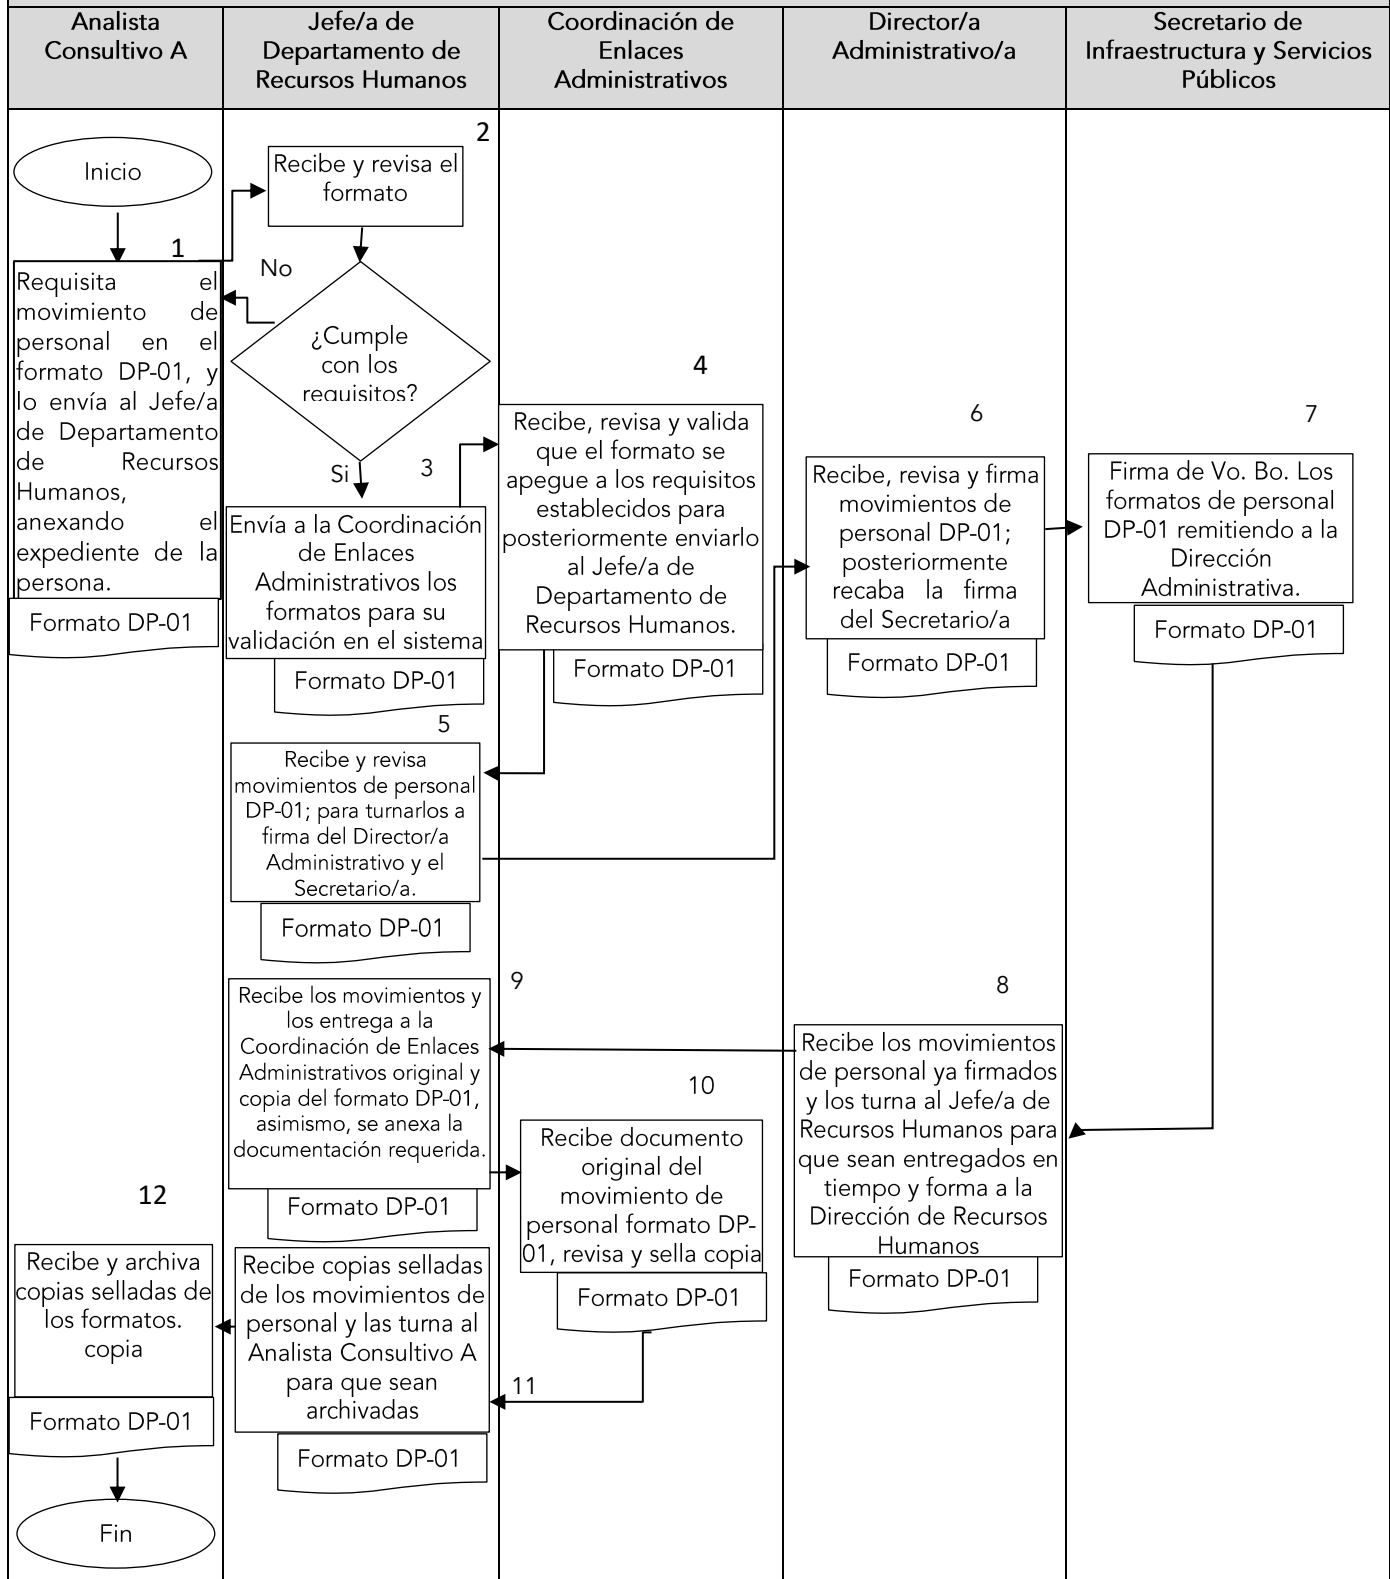 Analista
Consultivo A
Jefe/a de
Departamento de
Recursos Humanos
Coordinación de
Enlaces
Administrativos
Director/a
Administrativo/a
Secretario de
Infraestructura y Servicios
Públicos
Inicio
1
Requisita el
movimiento de
personal en el
formato DP-01, y
lo envía al Jefe/a
de Departamento
de Recursos
Humanos,
anexando el
expediente de la
persona.
Formato DP-01
2
Recibe y revisa el
formato
No
¿Cumple
con los
requisitos?
Si
3
Envía a la Coordinación
de Enlaces
Administrativos los
formatos para su
validación en el sistema
Formato DP-01
4
Recibe, revisa y valida
que el formato se
apegue a los requisitos
establecidos para
posteriormente enviarlo
al Jefe/a de
Departamento de
Recursos Humanos.
Formato DP-01
5
Recibe y revisa
movimientos de personal
DP-01; para turnarlos a
firma del Director/a
Administrativo y el
Secretario/a.
Formato DP-01
6
Recibe, revisa y firma
movimientos de
personal DP-01;
posteriormente
recaba la firma
del Secretario/a
Formato DP-01
7
Firma de Vo. Bo. Los
formatos de personal
DP-01 remitiendo a la
Dirección
Administrativa.
Formato DP-01
8
Recibe los movimientos
de personal ya firmados
y los turna al Jefe/a de
Recursos Humanos para
que sean entregados en
tiempo y forma a la
Dirección de Recursos
Humanos
Formato DP-01
9
Recibe los movimientos y
los entrega a la
Coordinación de Enlaces
Administrativos original y
copia del formato DP-01,
asimismo, se anexa la
documentación requerida.
Formato DP-01
10
Recibe documento
original del
movimiento de
personal formato DP-
01, revisa y sella copia
Formato DP-01
11
Recibe copias selladas
de los movimientos de
personal y las turna al
Analista Consultivo A
para que sean
archivadas
Formato DP-01
12
Recibe y archiva
copias selladas de
los formatos.
copia
Formato DP-01
Fin